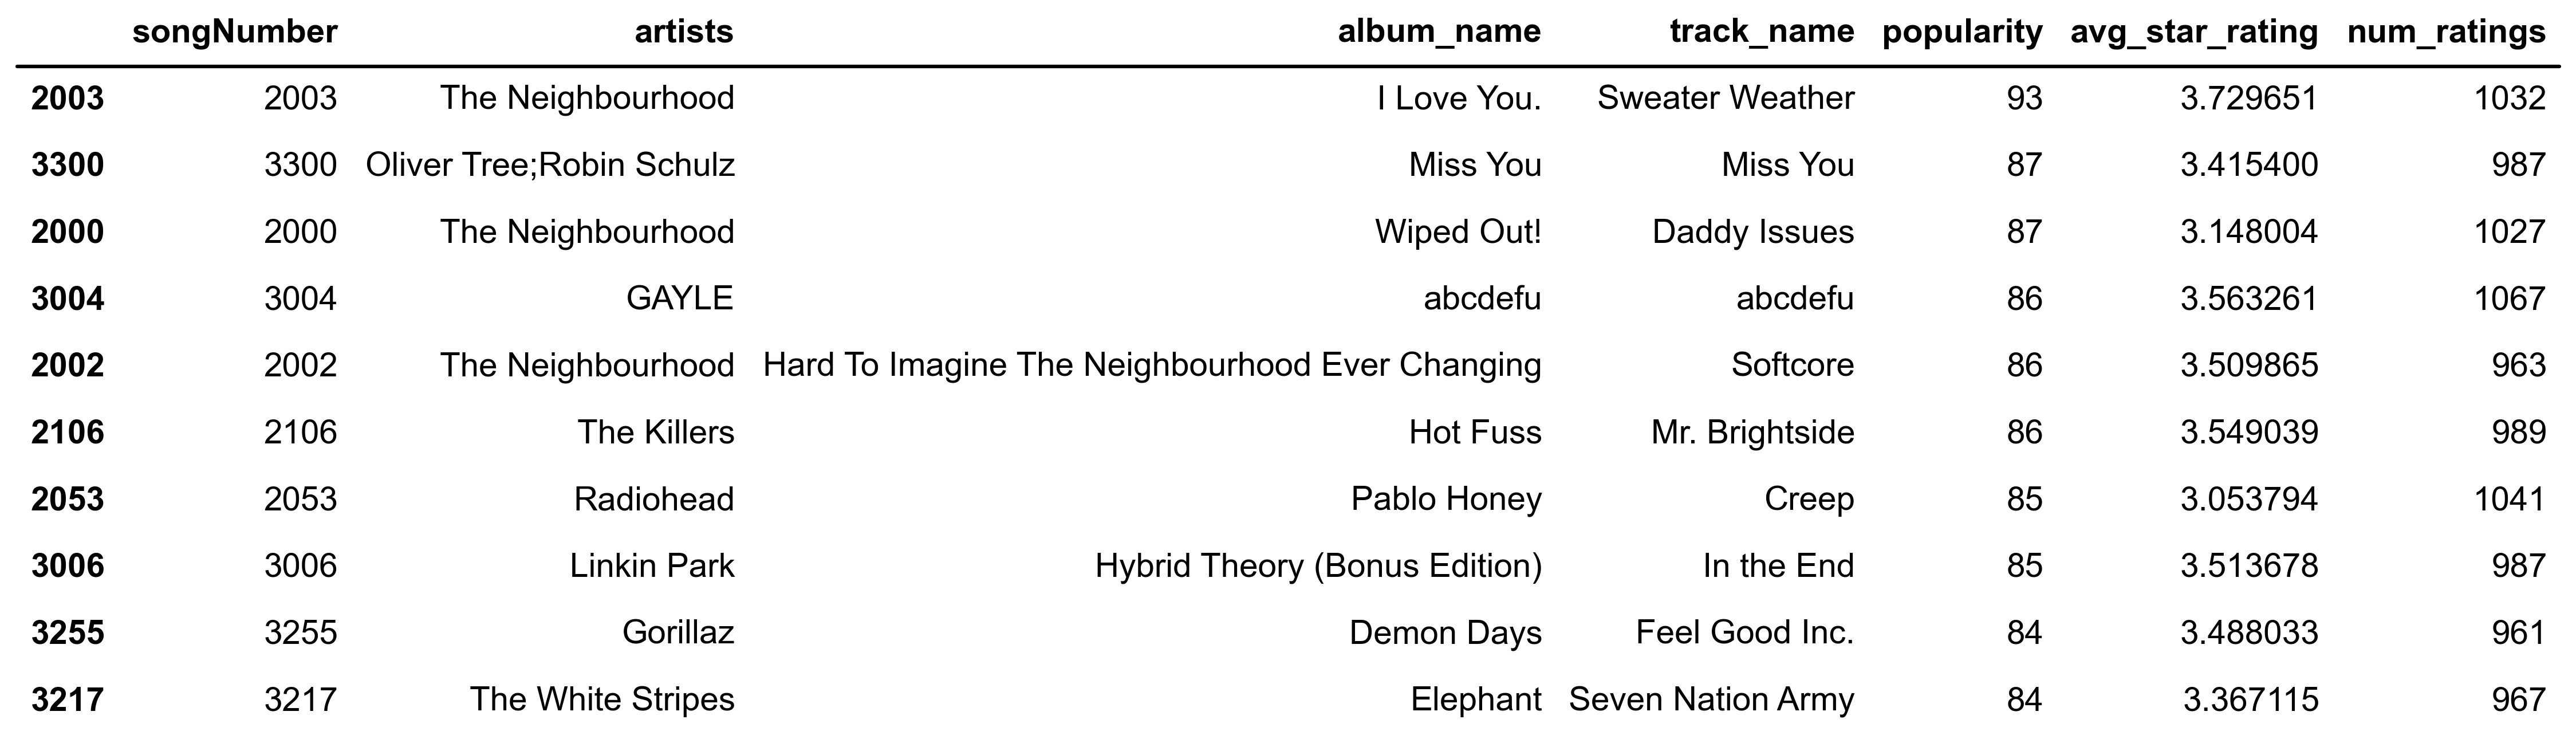 songNumber artists album_name track_name popularity avg_star_rating num_ratings
2003 2003 The Neighbourhood I Love You. Sweater Weather 93 3.729651 1032
3300 3300 Oliver Tree;Robin Schulz Miss You Miss You 87 3.415400 987
2000 2000 The Neighbourhood Wiped Out! Daddy Issues 87 3.148004 1027
3004 3004 GAYLE abcdefu abcdefu 86 3.563261 1067
2002 2002 The Neighbourhood Hard To Imagine The Neighbourhood Ever Changing Softcore 86 3.509865 963
2106 2106 The Killers Hot Fuss Mr. Brightside 86 3.549039 989
2053 2053 Radiohead Pablo Honey Creep 85 3.053794 1041
3006 3006 Linkin Park Hybrid Theory (Bonus Edition) In the End 85 3.513678 987
3255 3255 Gorillaz Demon Days Feel Good Inc. 84 3.488033 961
3217 3217 The White Stripes Elephant Seven Nation Army 84 3.367115 967